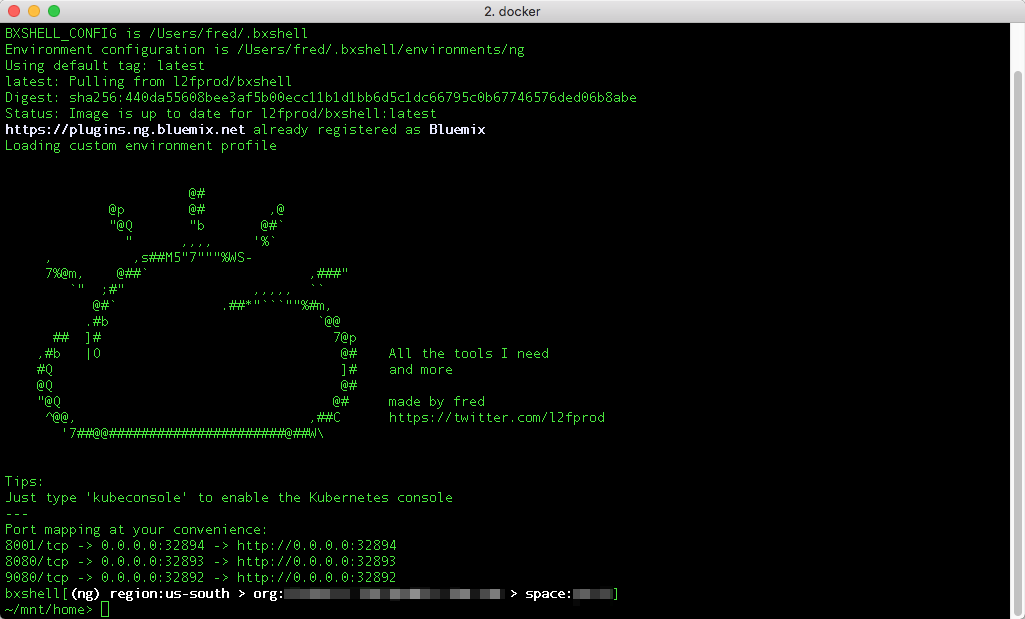 2. docker
BXSHELL_CONFIG is /Users/fred/.bxshell
Environment configuration is /Users/fred/.bxshell/environments/ng
Using default tag: latest
latest: Pulling from l2fprod/bxshell
Digest: sha256:440da55608bee3af5b00ecc11b1d1bb6d5c1dc66795c0b67746576ded06b8abe
Status: Image is up to date for l2fprod/bxshell:latest
https://plugins.ng.bluemix.net already registered as Bluemix
Loading custom environment profile
All the tools I need
and more
made by fred
https://twitter.com/l2fprod
Tips:
Just type 'kubeconsole' to enable the Kubernetes console
---
Port mapping at your convenience:
8001/tcp -> 0.0.0.0:32894 -> http://0.0.0.0:32894
8080/tcp -> 0.0.0.0:32893 -> http://0.0.0.0:32893
9080/tcp -> 0.0.0.0:32892 -> http://0.0.0.0:32892
bxshell[(ng) region:us-south > org: > space: ]
~/mnt/home>